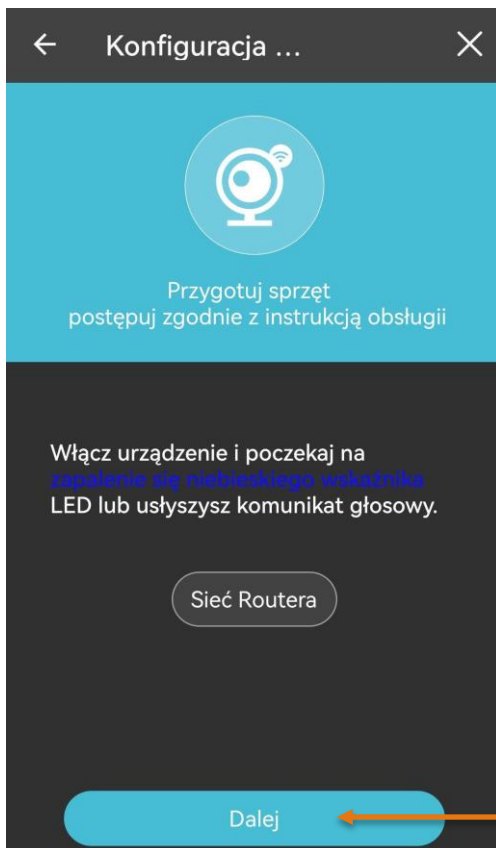 Konfiguracja ...
Przygotuj sprzęt
postępuj zgodnie z instrukcją obsługii
Włącz urządzenie i poczekaj na
zapalenie się niebieskiego wskaźnika
LED lub usłyszysz komunikat głosowy.
Sieć Routera
Dalej